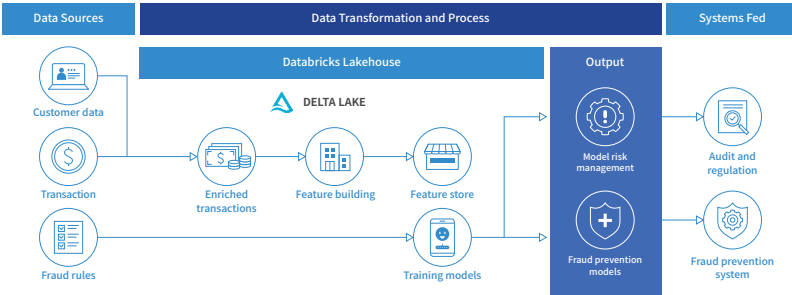 Data Sources
Data Transformation and Process
Systems Fed
Databricks Lakehouse
Output
DELTA LAKE
Customer data
Transaction
Enriched
transactions
Feature building
Feature store
Model risk
management
Audit and
regulation
Fraud rules
Training models
Fraud prevention
models
Fraud prevention
system